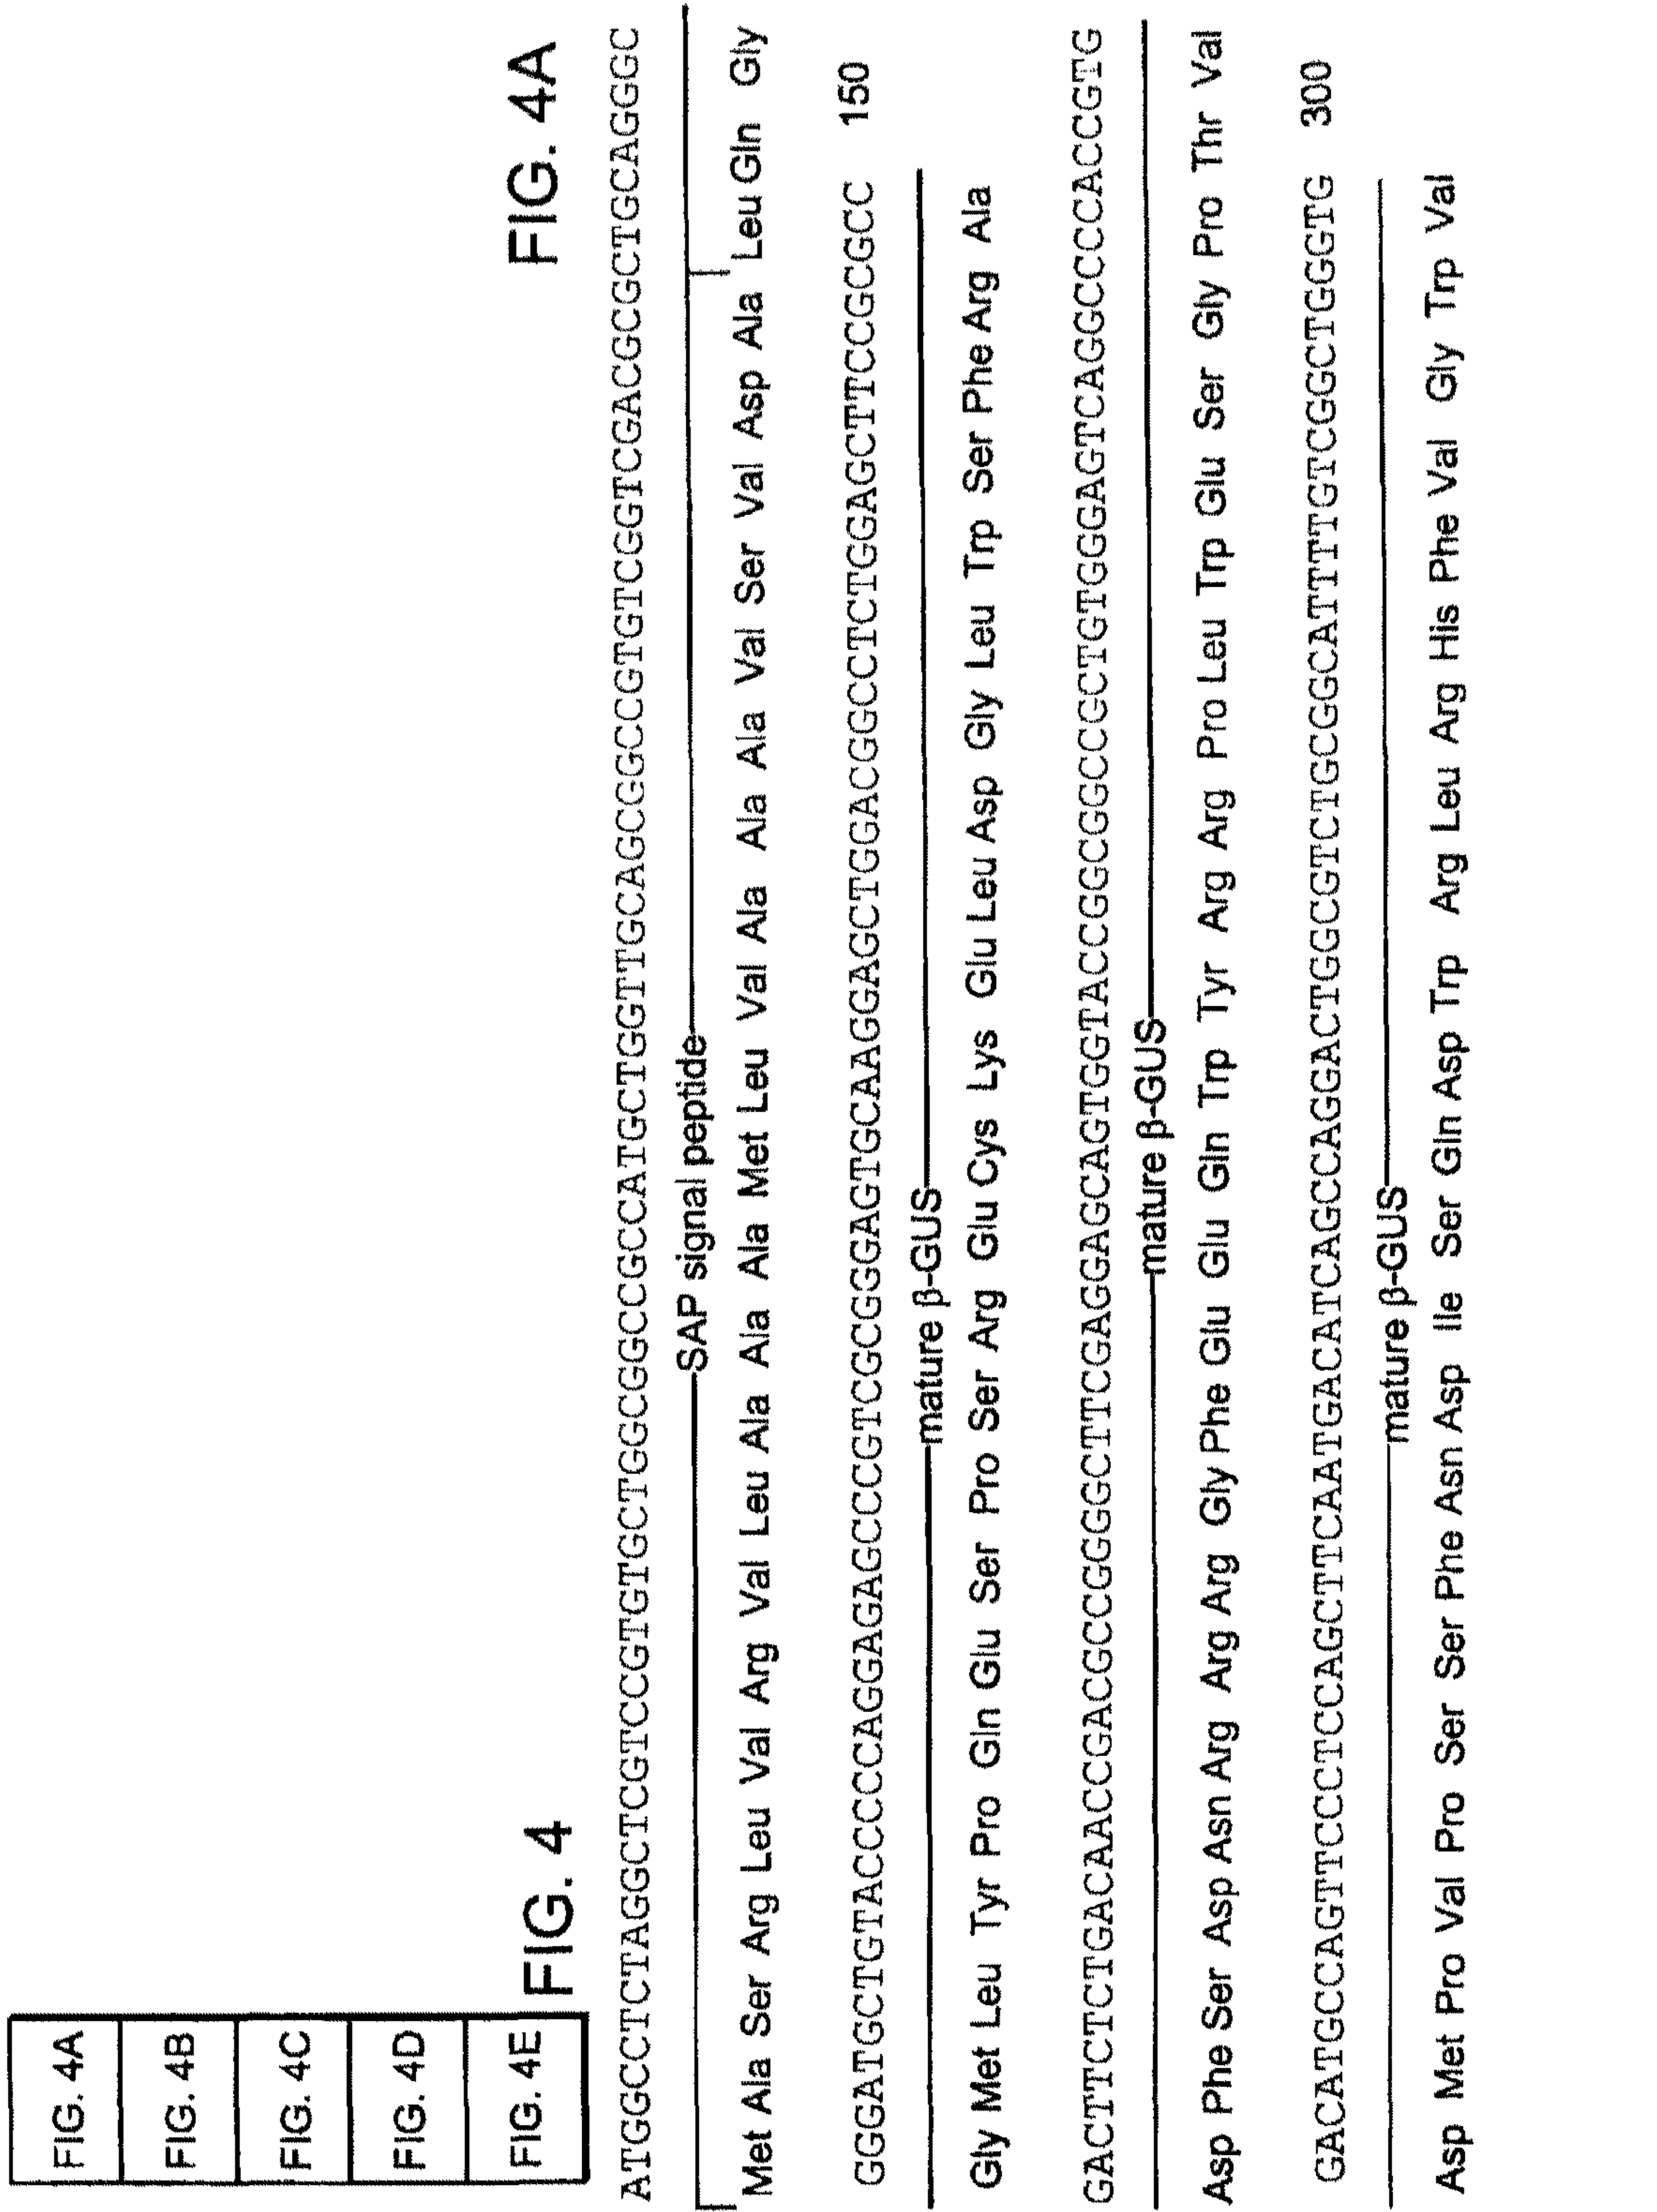 FIG. 4A
FIG. 4B
FIG. 4C
FIG. 4D
FIG. 4E
FIG. 4
FIG. 4A
ATGGCCTCTAGGCTCGTCCGTGTGCTGGCGGCCGCCATGCTGGTTGCAGCGGCCGTGTCGGTCGACGCGCTGCAGGGC
SAP signal peptide
Met Ala Ser Arg Leu Val Arg Val Leu Ala Ala Ala Met Leu Val Ala Ala Ala Val Ser Val Asp Ala Leu Gln Gly
GGGATGCTGTACCCCCAGGAGAGCCCGTCGCGGGAGTGCAAGGAGCTGGACGGCCTCTGGAGCTTCCGCGCC 150
mature β-GUS
Gly Met Leu Tyr Pro Gln Glu Ser Pro Ser Arg Glu Cys Lys Glu Leu Asp Gly Leu Trp Ser Phe Arg Ala
GACTTCTCTGACAACCGACGCCGGGGCTTCGAGGAGCAGTGGTACCGGCGGCCGCTGTGGGAGTCAGGCCCCACCGTG
mature β-GUS
Asp Phe Ser Asp Asn Arg Arg Arg Gly Phe Glu Glu Gln Trp Tyr Arg Arg Pro Leu Trp Glu Ser Gly Pro Thr Val
GACATGCCAGTTCCCTCCAGCTTCAATGACATCAGCCAGGACTGGCGTCTGCGGCATTTTGTCGGCTGGGTG 300
mature β-GUS
Asp Met Pro Val Pro Ser Ser Phe Asn Asp Ile Ser Gln Asp Trp Arg Leu Arg His Phe Val Gly Trp Val